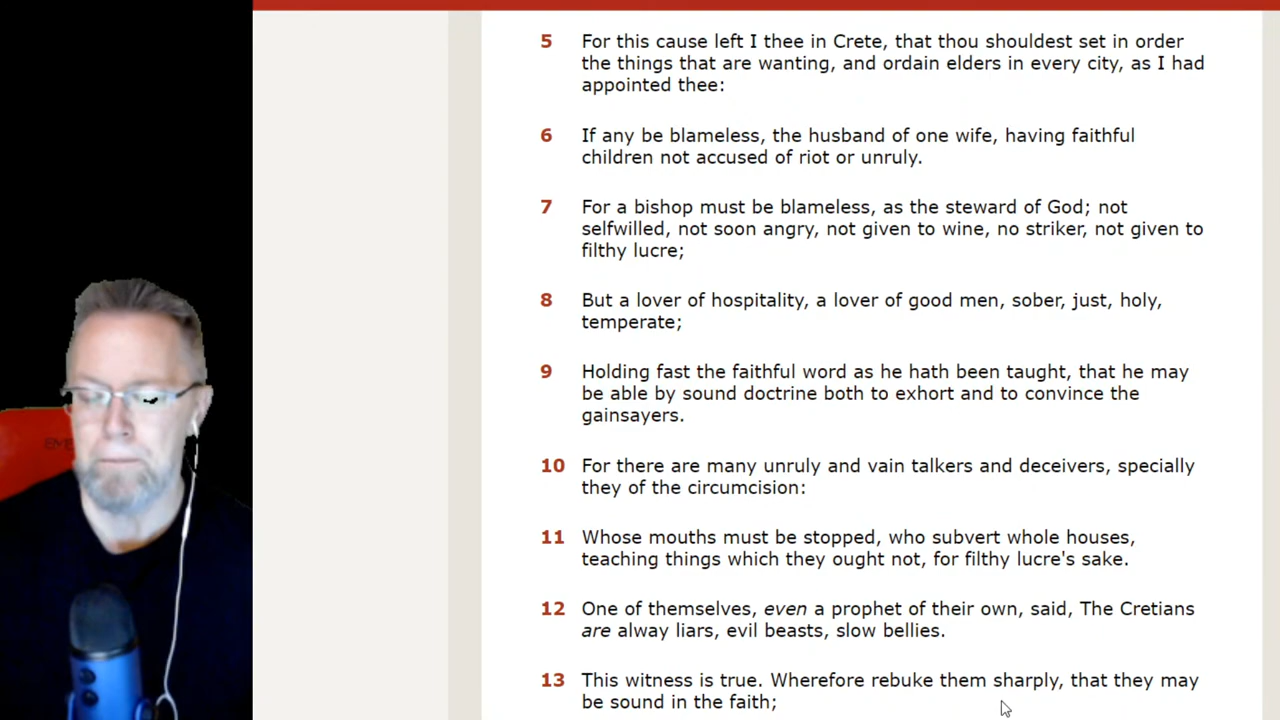 5 For this cause left I thee in Crete, that thou shouldest set in order
the things that are wanting, and ordain elders in every city, as I had
appointed thee:
6 If any be blameless, the husband of one wife, having faithful
children not accused of riot or unruly.
7 For a bishop must be blameless, as the steward of God; not
selfwilled, not soon angry, not given to wine, no striker, not given to
filthy lucre;
8 But a lover of hospitality, a lover of good men, sober, just, holy,
temperate;
9 Holding fast the faithful word as he hath been taught, that he may
be able by sound doctrine both to exhort and to convince the
gainsayers.
10 For there are many unruly and vain talkers and deceivers, specially
they of the circumcision:
11 Whose mouths must be stopped, who subvert whole houses,
teaching things which they ought not, for filthy lucre's sake.
12 One of themselves, even a prophet of their own, said, The Cretians
are alway liars, evil beasts, slow bellies.
13 This witness is true. Wherefore rebuke them sharply, that they may
be sound in the faith;